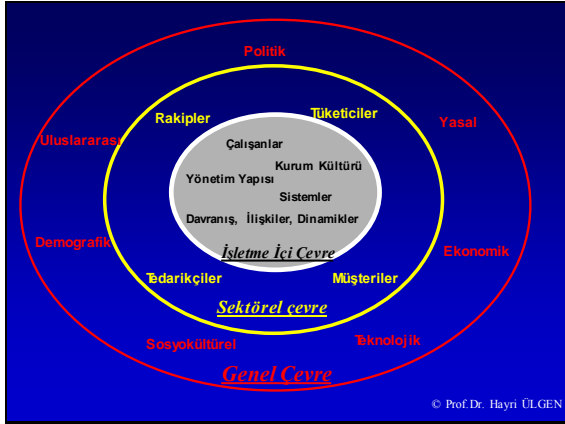 Politik
Rakipler
Tüketiciler
Yasal
Uluslararası
Çalışanlar
Kurum Kültürü
Yönetim Yapısı
Sistemler
Davranış, İlişkiler, Dinamikler
Demografik
İşletme İçi Çevre
Ekonomik
Tedarikçiler
Müşteriler
Sektörel çevre
Sosyokültürel
Teknolojik
Genel Çevre
© Prof.Dr. Hayri ÜLGEN